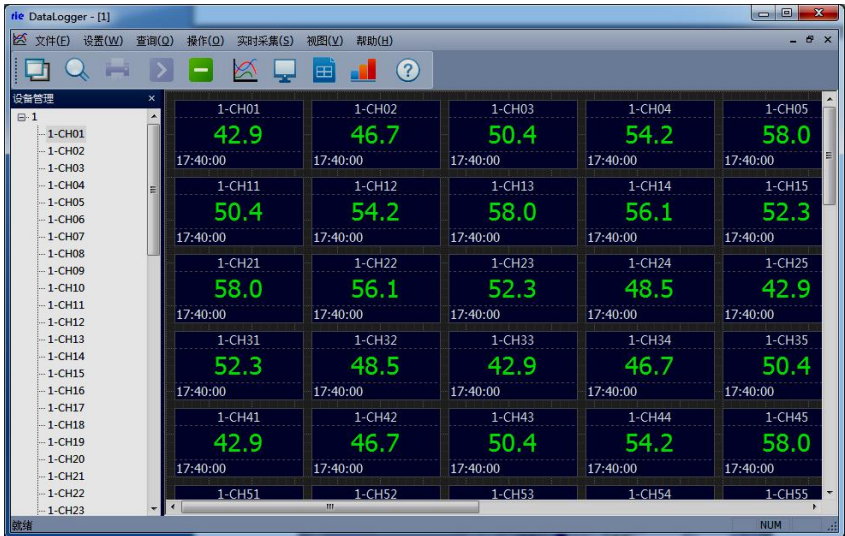 rie DataLogger - [1]
文件(F) 设置(W) 查询(Q) 操作(O) 实时采集(S) 视图(V) 帮助(H)
设备管理
1
1-CH01
1-CH02
1-CH03
1-CH04
1-CH05
1-CH06
1-CH07
1-CH08
1-CH09
1-CH10
1-CH11
1-CH12
1-CH13
1-CH14
1-CH15
1-CH16
1-CH17
1-CH18
1-CH19
1-CH20
1-CH21
1-CH22
1-CH23
1-CH01 1-CH02 1-CH03 1-CH04 1-CH05
42.9 46.7 50.4 54.2 58.0
17:40:00 17:40:00 17:40:00 17:40:00 17:40:00
1-CH11 1-CH12 1-CH13 1-CH14 1-CH15
50.4 54.2 58.0 56.1 52.3
17:40:00 17:40:00 17:40:00 17:40:00 17:40:00
1-CH21 1-CH22 1-CH23 1-CH24 1-CH25
58.0 56.1 52.3 48.5 42.9
17:40:00 17:40:00 17:40:00 17:40:00 17:40:00
1-CH31 1-CH32 1-CH33 1-CH34 1-CH35
52.3 48.5 42.9 46.7 50.4
17:40:00 17:40:00 17:40:00 17:40:00 17:40:00
1-CH41 1-CH42 1-CH43 1-CH44 1-CH45
42.9 46.7 50.4 54.2 58.0
17:40:00 17:40:00 17:40:00 17:40:00 17:40:00
1-CH51 1-CH52 1-CH53 1-CH54 1-CH55
就绪 NUM